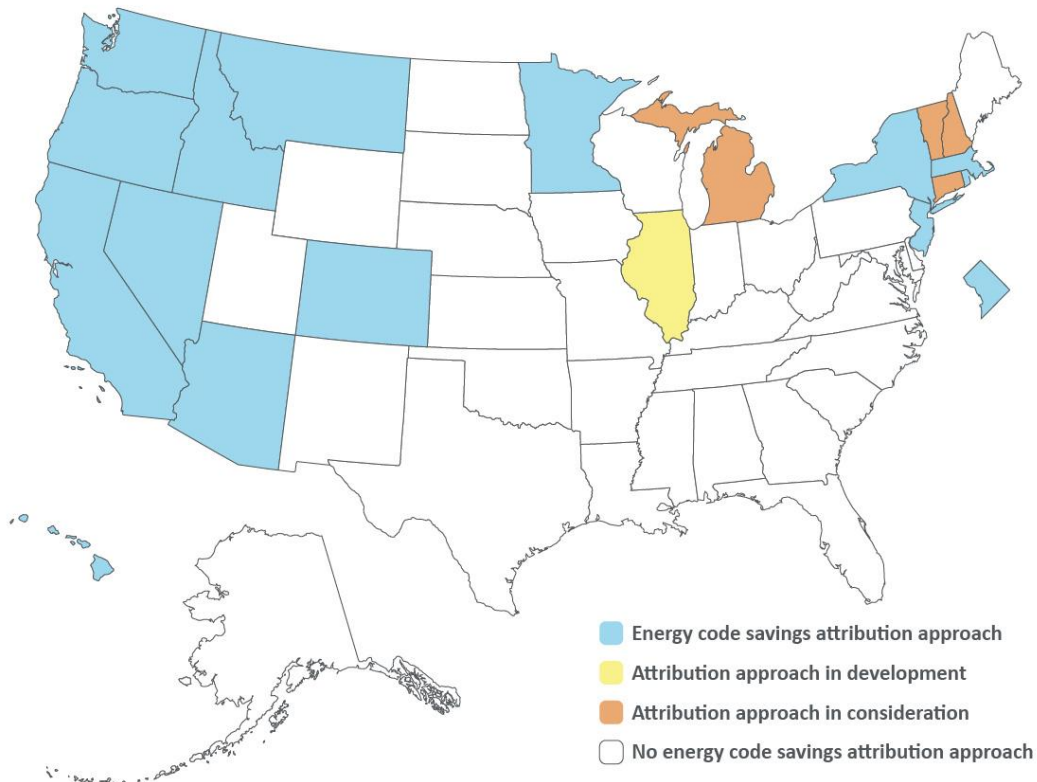 Energy code savings attribution approach
Attribution approach in development
Attribution approach in consideration
No energy code savings attribution approach